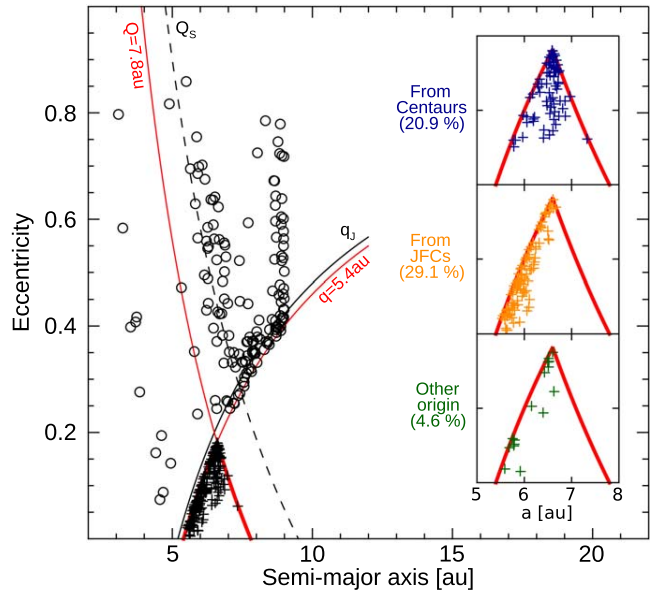 Q=7.8au
Qs
0.8
0.6
0.4
0.2
Eccentricity
qJ
q=5.4au
From
Centaurs
(20.9 %)
From
JFCs
(29.1 %)
Other
origin
(4.6 %)
5 6 7 8
a [au]
5 10 15 20
Semi-major axis [au]